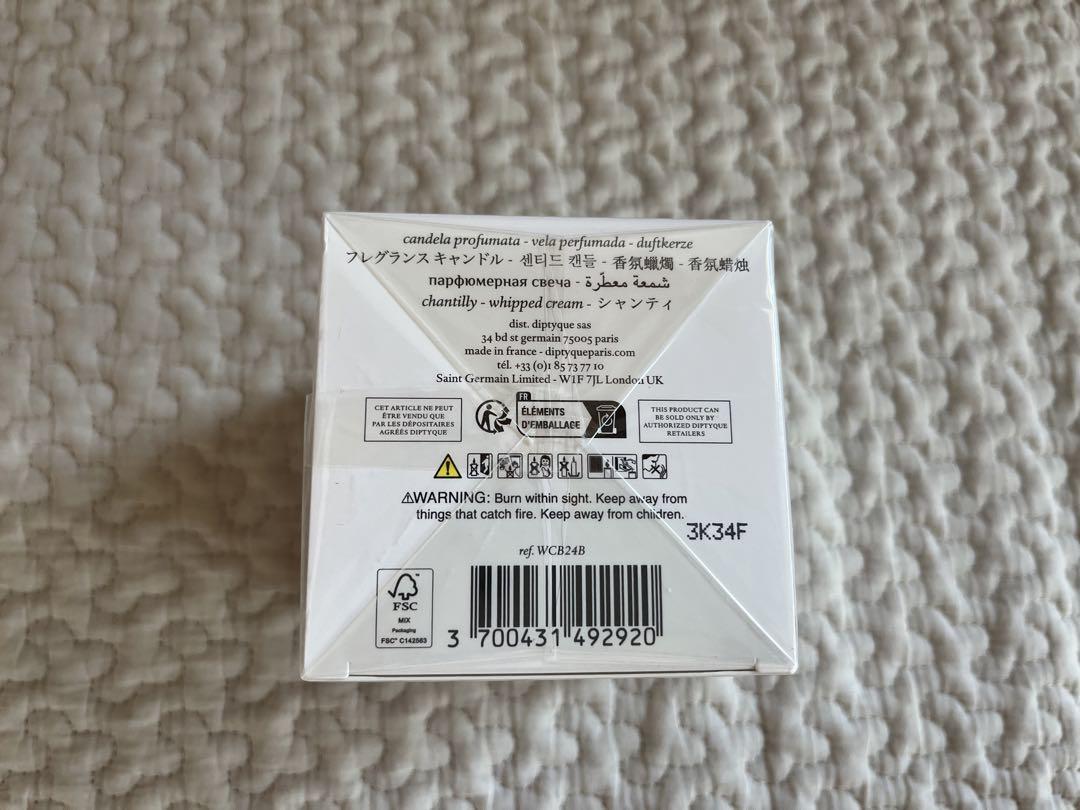 candela profumata - vela perfumada - duftkerze
フレグランス キャンドル - 센티드 캔들 - 香氛蠟燭 - 香氛蜡烛
парфюмерная свеча - شمعة معطّرة
chantilly - whipped cream - シャンティ
dist. diptyque sas
34 bd st germain 75005 paris
made in france - diptyqueparis.com
tél. +33 (0)1 85 73 77 10
Saint Germain Limited - W1F 7JL London UK
CET ARTICLE NE PEUT
ÊTRE VENDU QUE
PAR LES DÉPOSITAIRES
AGRÉÉS DIPTYQUE
FR
ÉLÉMENTS
D'EMBALLAGE
THIS PRODUCT CAN
BE SOLD ONLY BY
AUTHORIZED DIPTYQUE
RETAILERS
⚠WARNING: Burn within sight. Keep away from
things that catch fire. Keep away from children.
3K34F
ref. WCB24B
FSC™
MIX
Packaging
FSC® C142563
3 700431 492920